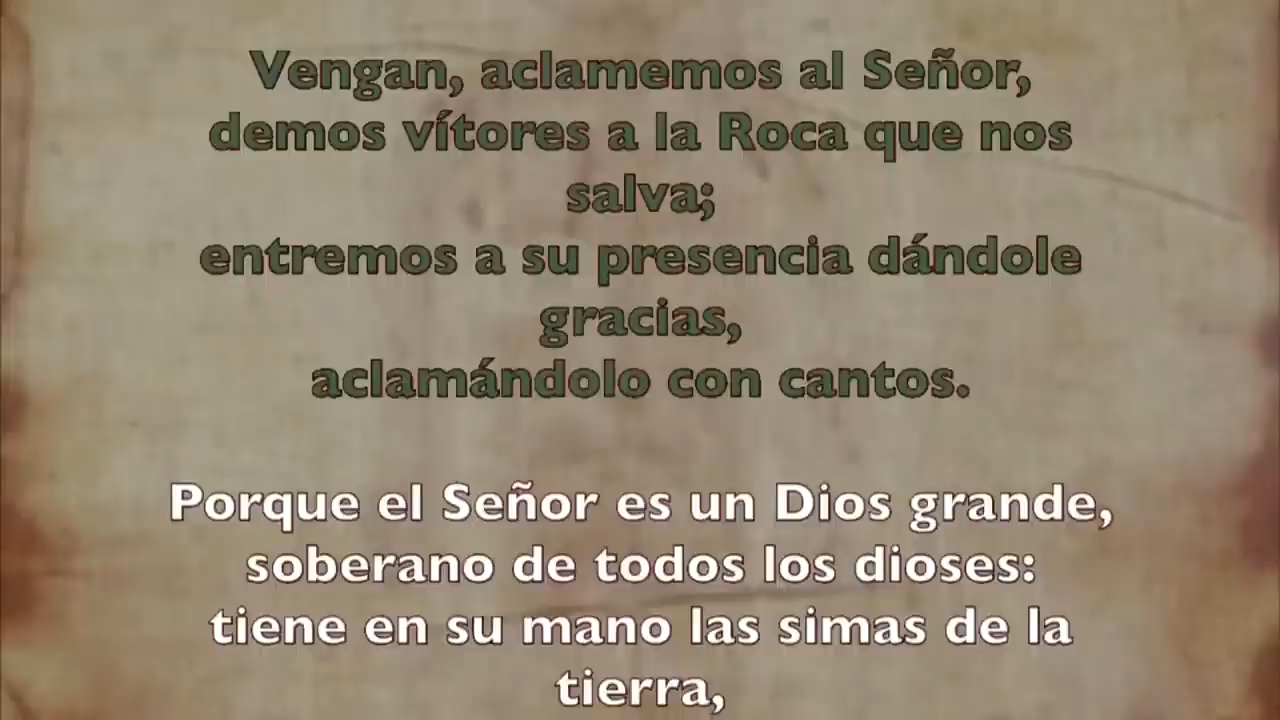 Vengan, aclamemos al Señor,
demos vítores a la Roca que nos
salva;
entremos a su presencia dándole
gracias,
aclamándolo con cantos.
Porque el Señor es un Dios grande,
soberano de todos los dioses:
tiene en su mano las simas de la
tierra,